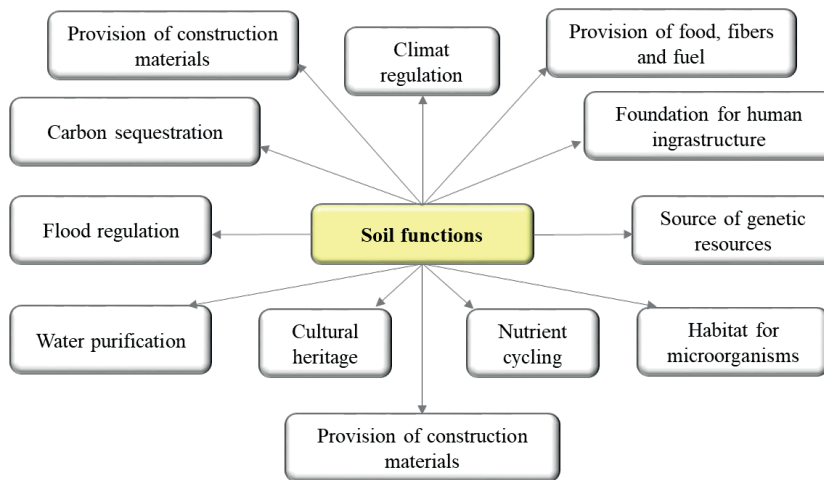 Provision of construction
materials
Climat
regulation
Provision of food, fibers
and fuel
Carbon sequestration
Foundation for human
ingrastructure
Flood regulation
Soil functions
Source of genetic
resources
Water purification
Cultural
heritage
Nutrient
cycling
Habitat for
microorganisms
Provision of construction
materials